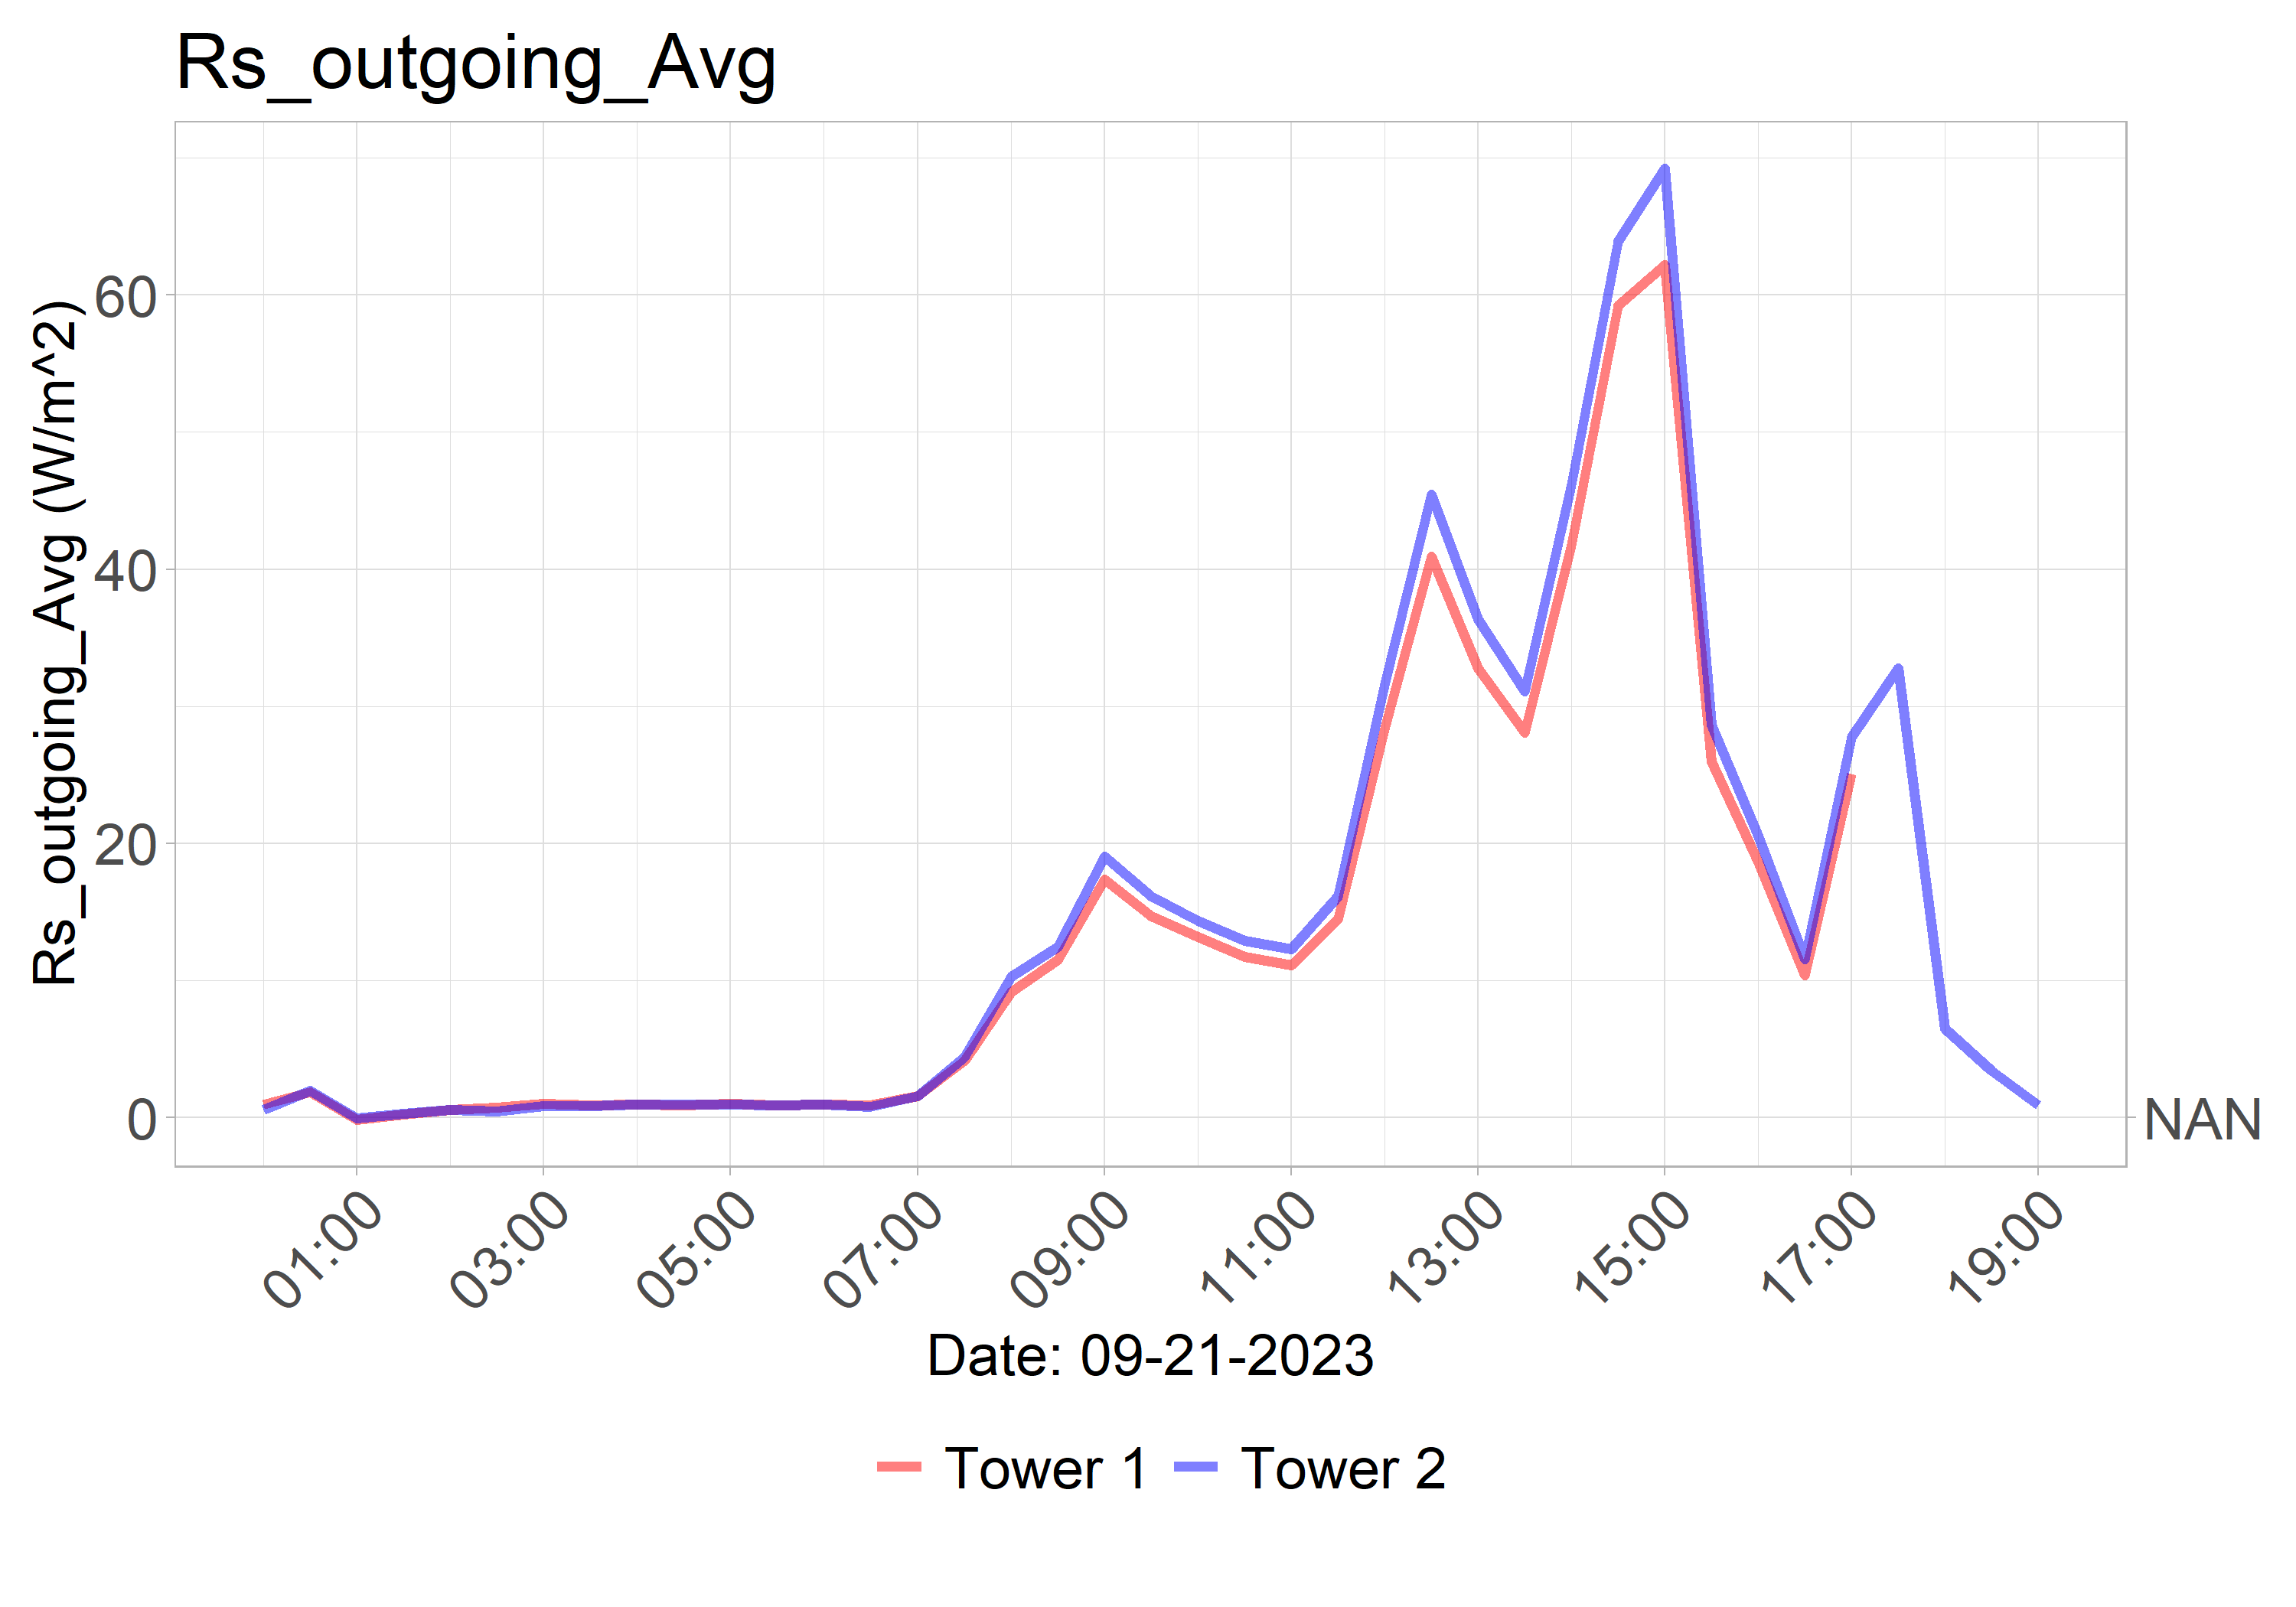 Rs_outgoing_Avg
Rs_outgoing_Avg (W/m^2)
60
40
20
0
NAN
01:00
03:00
05:00
07:00
09:00
11:00
13:00
15:00
17:00
19:00
Date: 09-21-2023
Tower 1
Tower 2